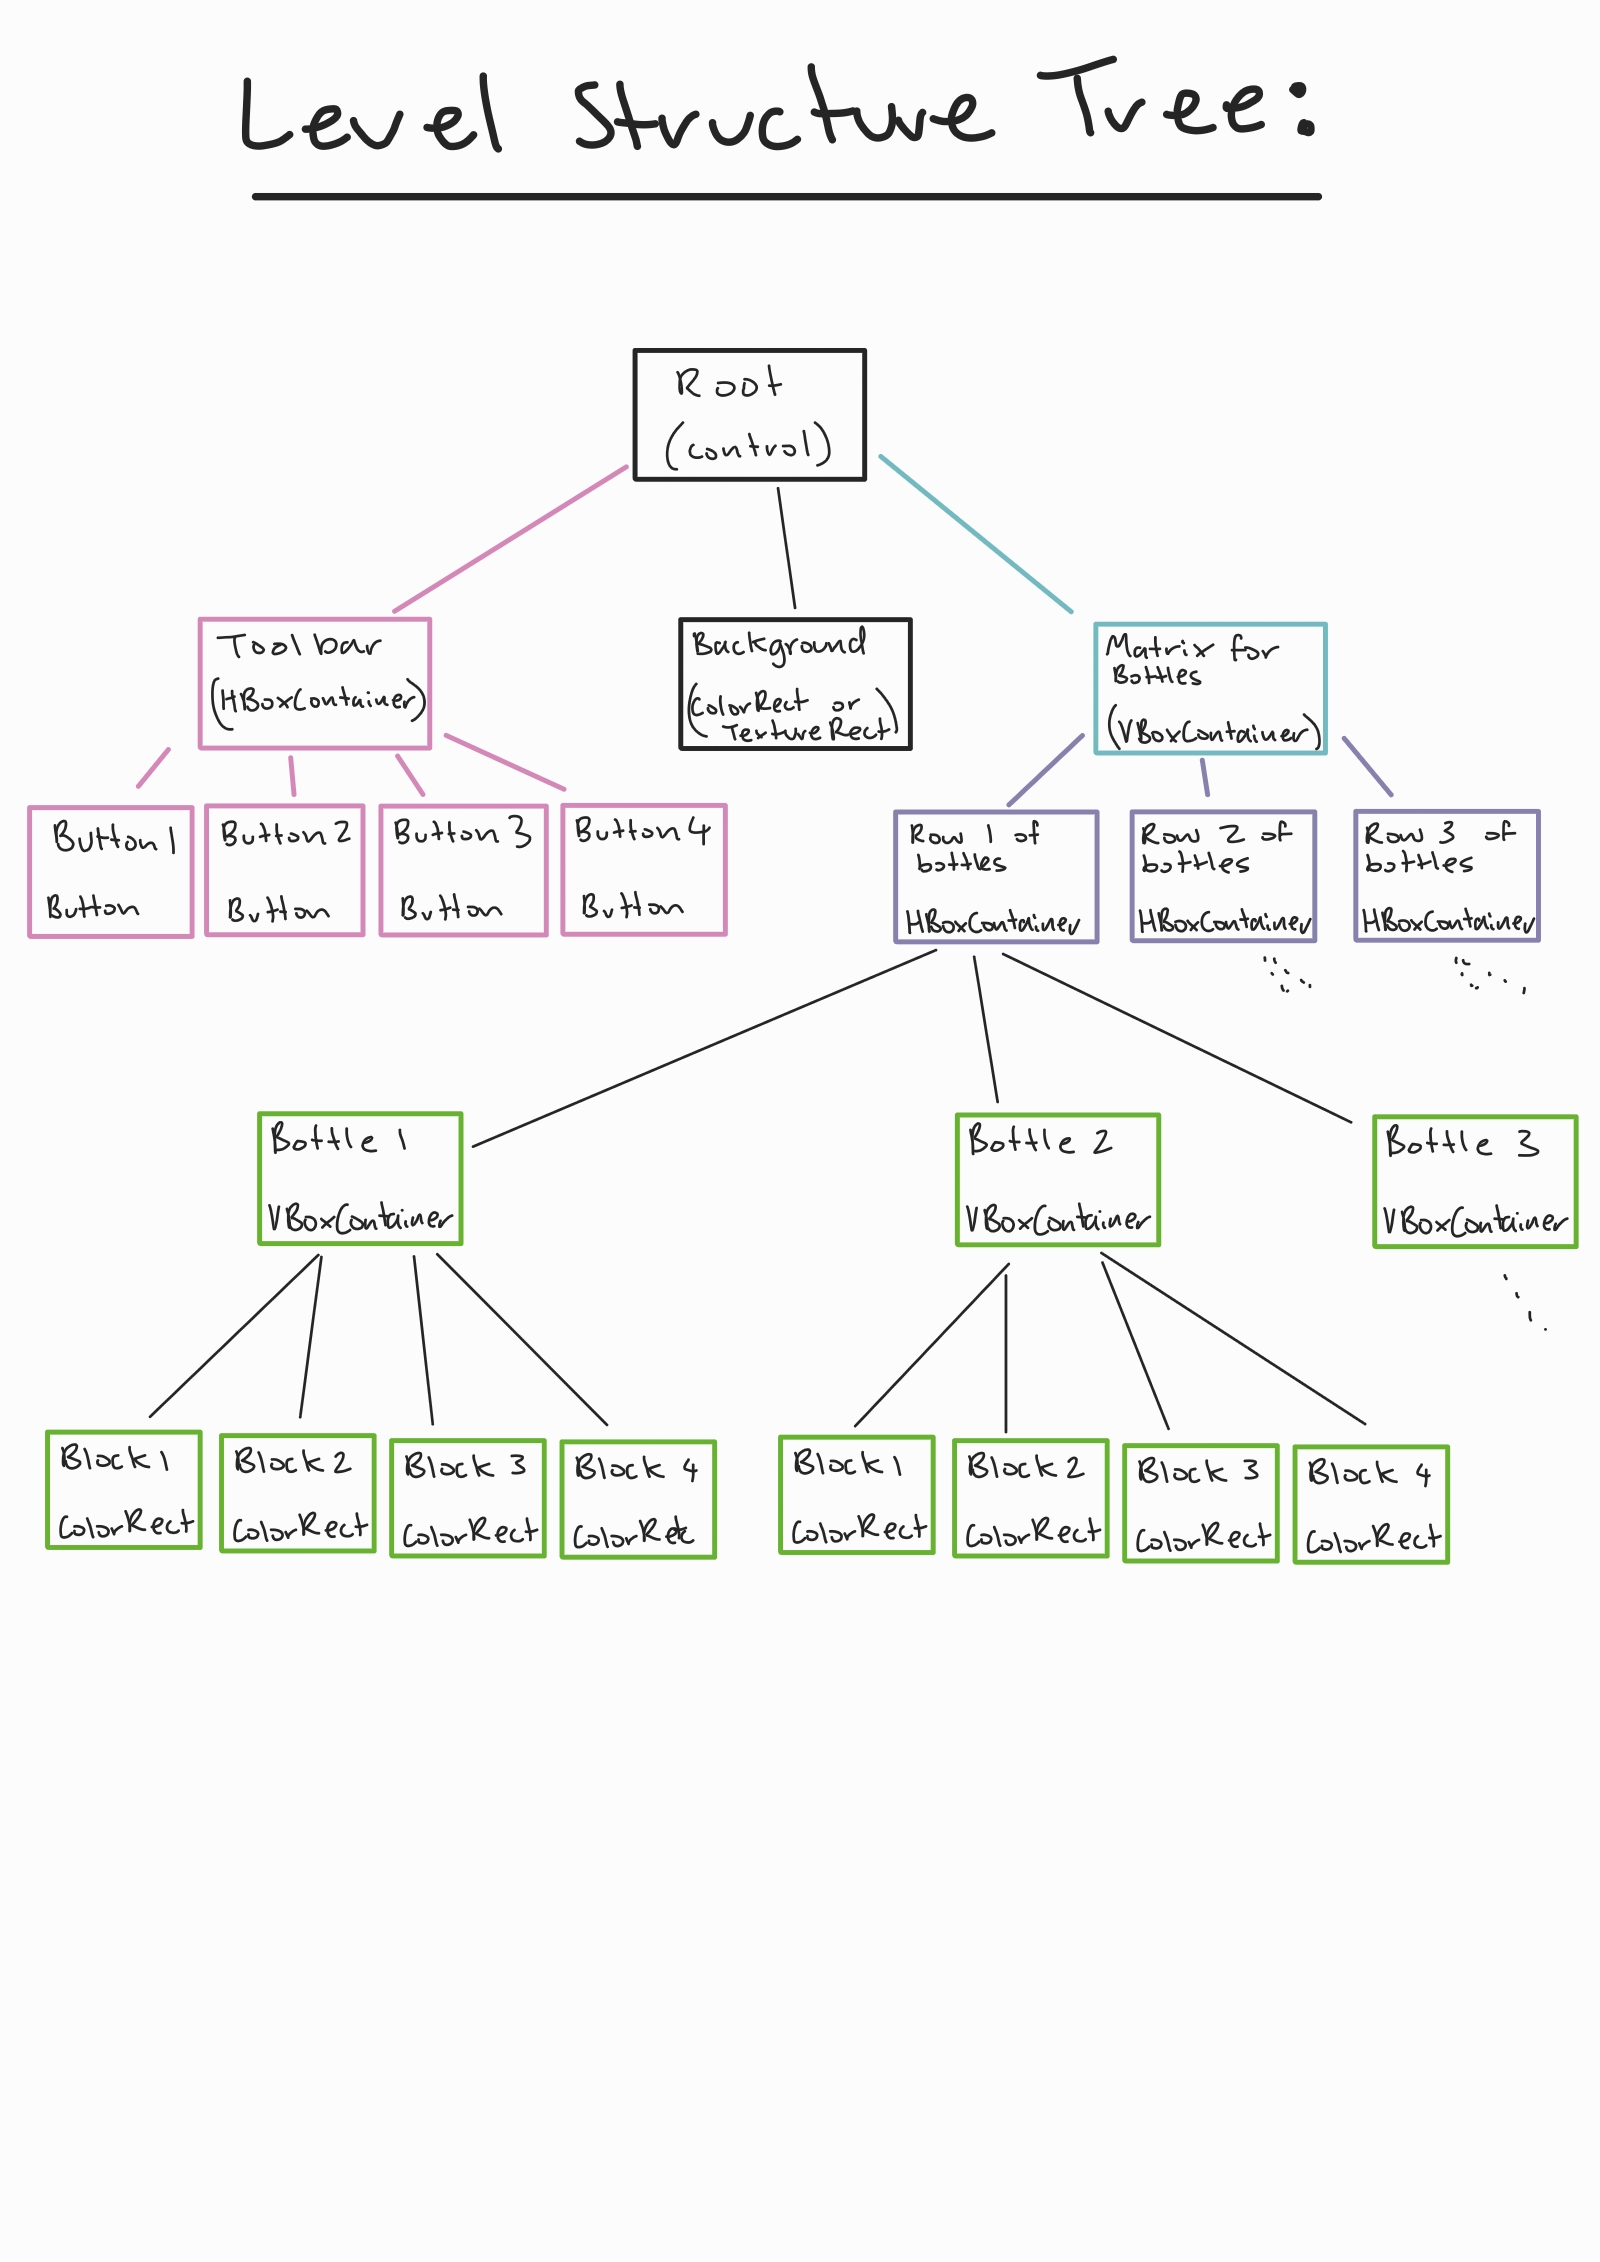 Level Structure Tree:
Root
(control)
Toolbar
(HBoxContainer)
Background
(ColorRect or
TextureRect)
Matrix for
Bottles
(VBoxContainer)
Button 1
Button
Button 2
Button
Button 3
Button
Button 4
Button
Row 1 of
bottles
HBoxContainer
Row 2 of
bottles
HBoxContainer
Row 3 of
bottles
HBoxContainer
Bottle 1
VBoxContainer
Bottle 2
VBoxContainer
Bottle 3
VBoxContainer
Block 1
ColorRect
Block 2
ColorRect
Block 3
ColorRect
Block 4
ColorRect
Block 1
ColorRect
Block 2
ColorRect
Block 3
ColorRect
Block 4
ColorRect